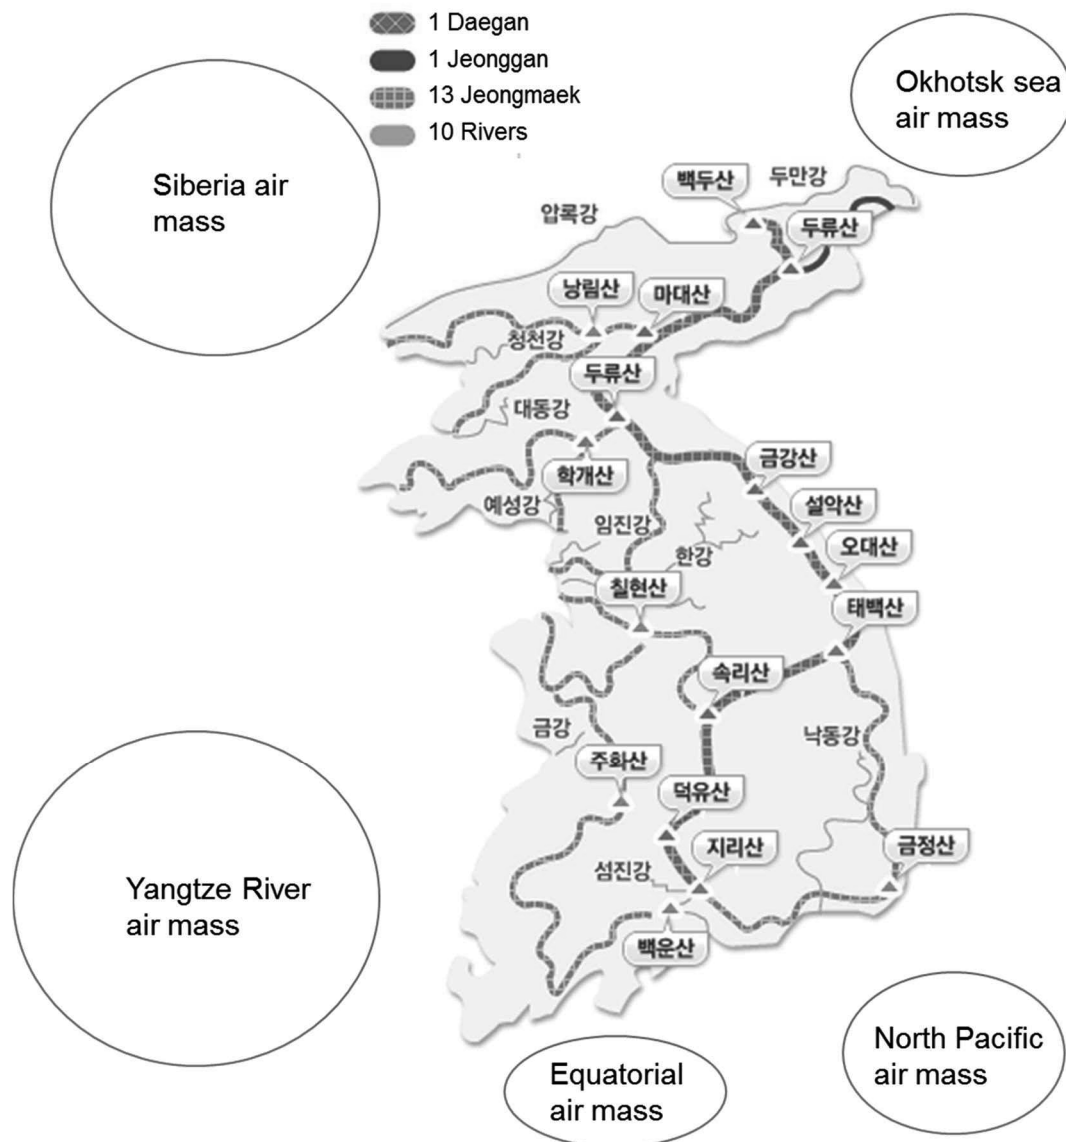 1 Daegan
1 Jeonggan
13 Jeongmaek
10 Rivers
Okhotsk sea
air mass
Siberia air
mass
백두산
두만강
압록강
두류산
낭림산
마대산
청천강
두류산
대동강
학개산
금강산
예성강
임진강
설악산
한강
오대산
칠현산
태백산
속리산
금강
낙동강
주화산
덕유산
섬진강
지리산
금정산
백운산
Yangtze River
air mass
North Pacific
air mass
Equatorial
air mass